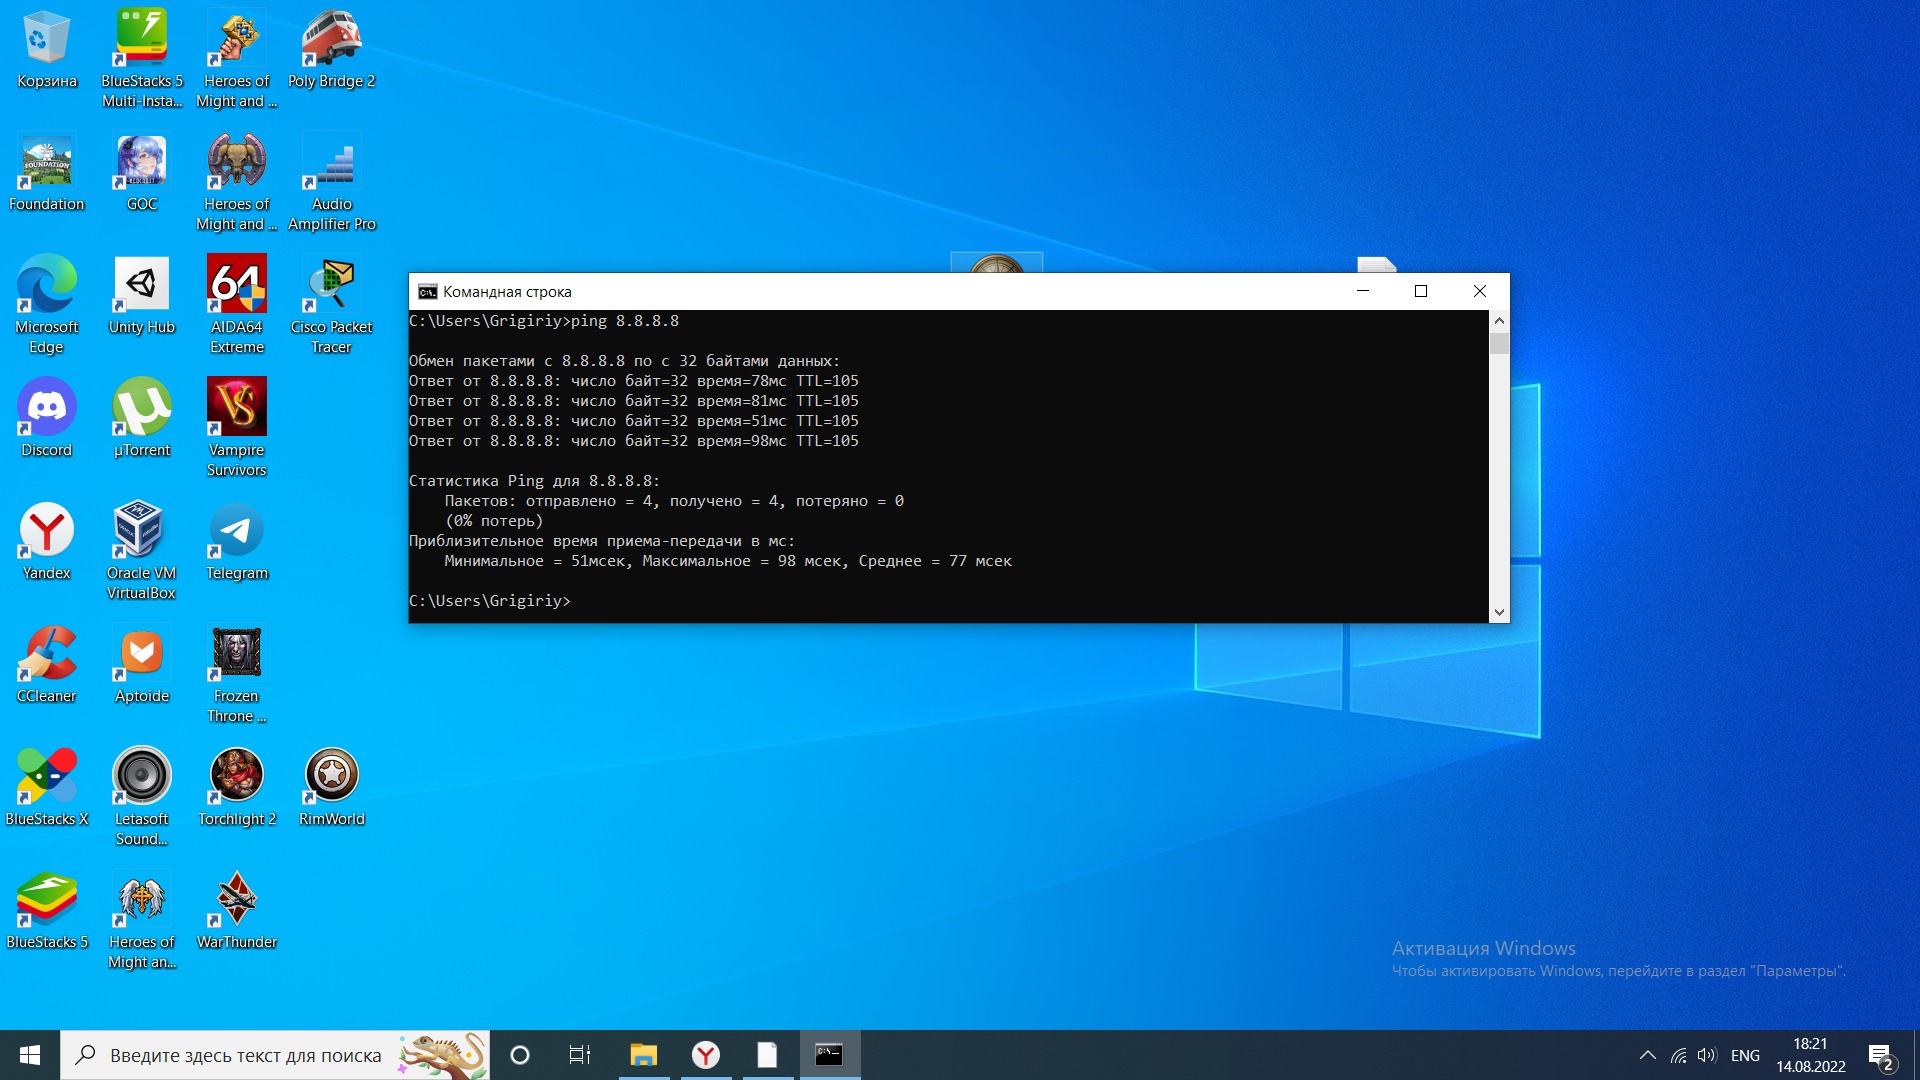 Корзина
BlueStacks 5
Multi-Insta...
Heroes of
Might and ...
Poly Bridge 2
Foundation
GOC
Heroes of
Might and ...
Audio
Amplifier Pro
Microsoft
Edge
Unity Hub
64
AIDA64
Extreme
Cisco Packet
Tracer
Discord
µTorrent
Vampire
Survivors
Yandex
Oracle VM
VirtualBox
Telegram
CCleaner
Aptoide
Frozen
Throne ...
BlueStacks X
Letasoft
Sound...
Torchlight 2
RimWorld
BlueStacks 5
Heroes of
Might an...
WarThunder
Командная строка
C:\Users\Grigiriy>ping 8.8.8.8
Обмен пакетами с 8.8.8.8 по с 32 байтами данных:
Ответ от 8.8.8.8: число байт=32 время=78мс TTL=105
Ответ от 8.8.8.8: число байт=32 время=81мс TTL=105
Ответ от 8.8.8.8: число байт=32 время=51мс TTL=105
Ответ от 8.8.8.8: число байт=32 время=98мс TTL=105
Статистика Ping для 8.8.8.8:
Пакетов: отправлено = 4, получено = 4, потеряно = 0
(0% потерь)
Приблизительное время приема-передачи в мс:
Минимальное = 51мсек, Максимальное = 98 мсек, Среднее = 77 мсек
C:\Users\Grigiriy>
Активация Windows
Чтобы активировать Windows, перейдите в раздел "Параметры".
Введите здесь текст для поиска
ENG
18:21
14.08.2022
2